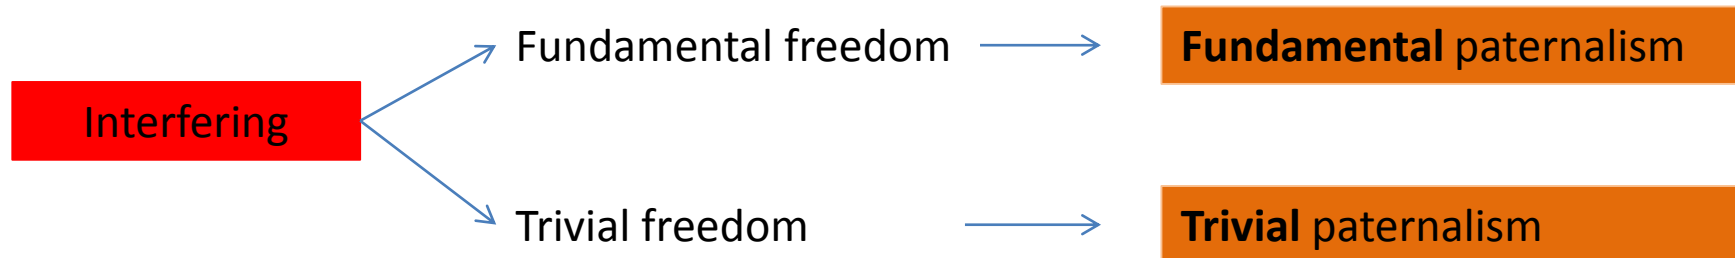 Fundamental freedom
Fundamental paternalism
Interfering
Trivial freedom
Trivial paternalism